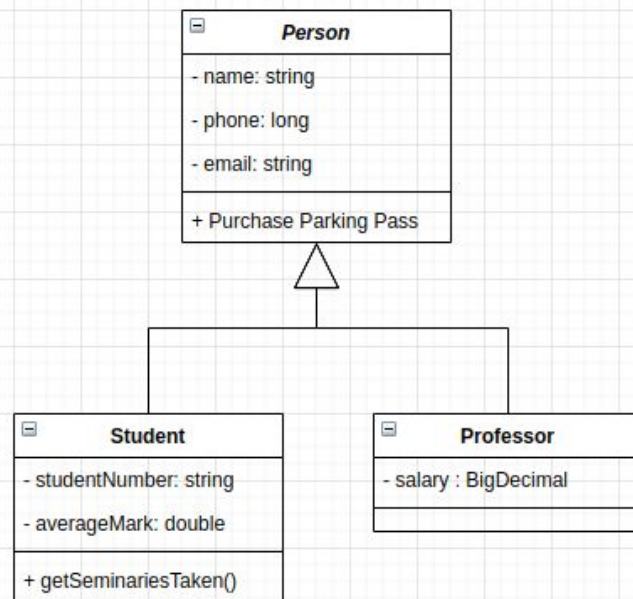 Person
- name: string
- phone: long
- email: string
+ Purchase Parking Pass
Student
- studentNumber: string
- averageMark: double
+ getSeminariesTaken()
Professor
- salary : BigDecimal